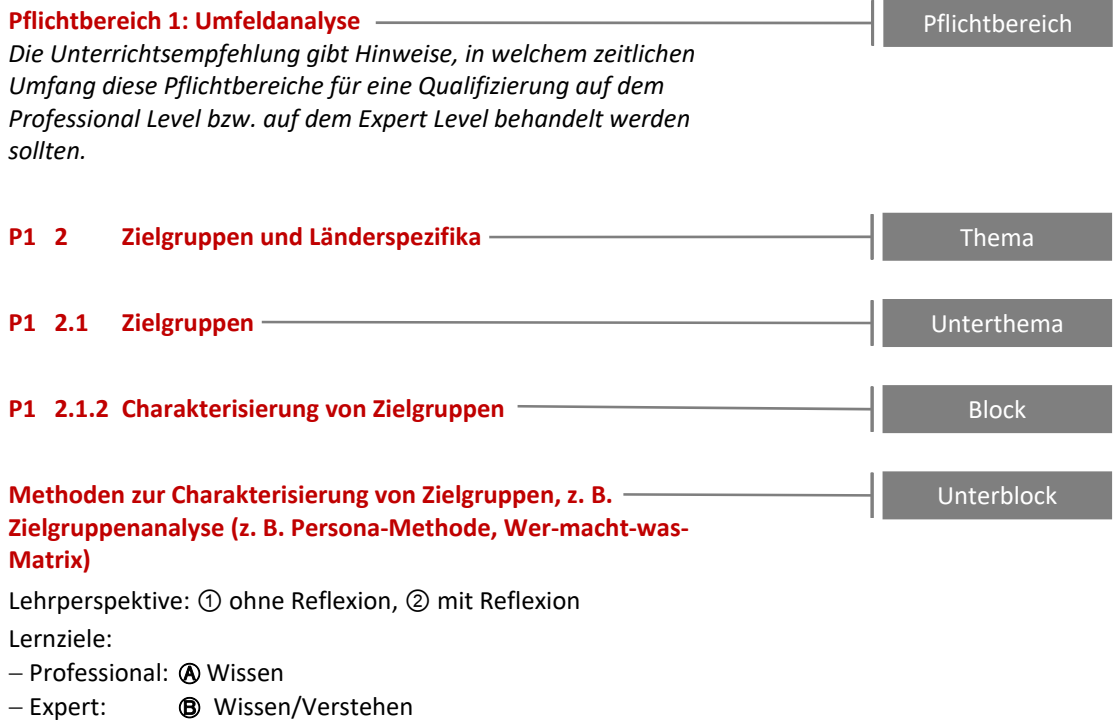 Pflichtbereich 1: Umfeldanalyse
Pflichtbereich
Die Unterrichtsempfehlung gibt Hinweise, in welchem zeitlichen
Umfang diese Pflichtbereiche für eine Qualifizierung auf dem
Professional Level bzw. auf dem Expert Level behandelt werden
sollten.
P1 2 Zielgruppen und Länderspezifika
Thema
P1 2.1 Zielgruppen
Unterthema
P1 2.1.2 Charakterisierung von Zielgruppen
Block
Methoden zur Charakterisierung von Zielgruppen, z. B.
Unterblock
Zielgruppenanalyse (z. B. Persona-Methode, Wer-macht-was-
Matrix)
Lehrperspektive: ① ohne Reflexion, ② mit Reflexion
Lernziele:
− Professional: Ⓐ Wissen
− Expert: Ⓑ Wissen/Verstehen